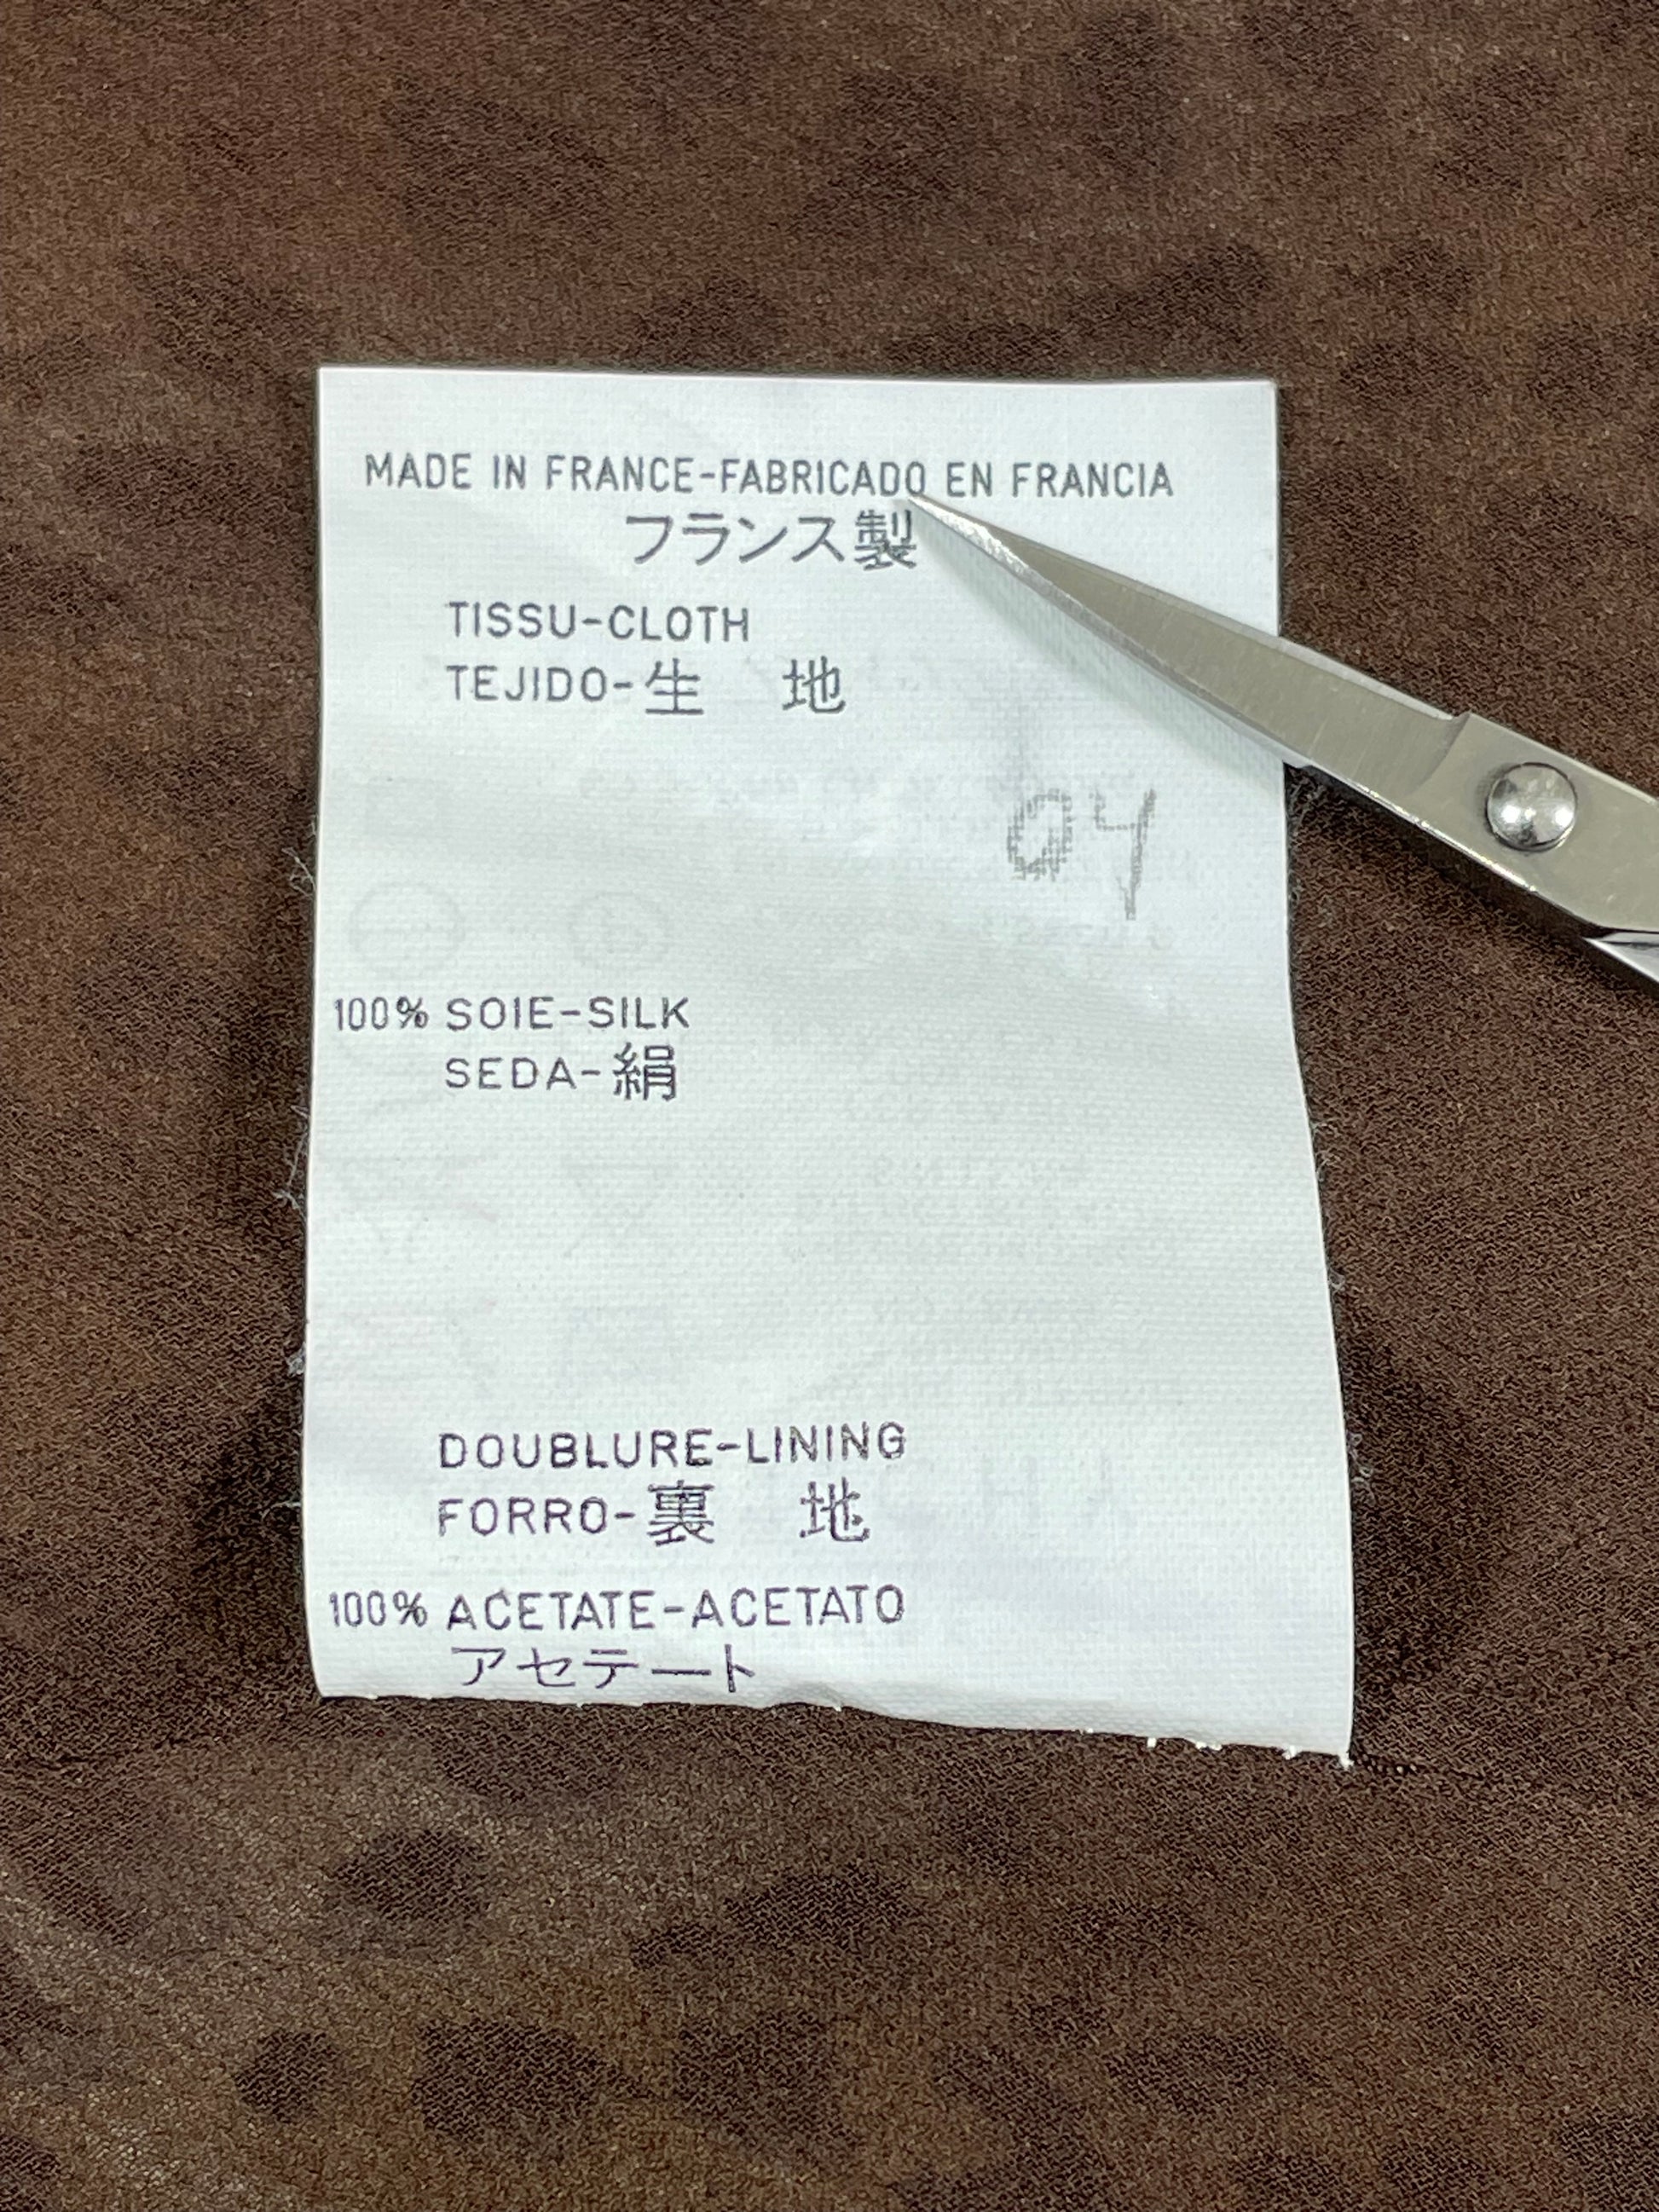 MADE IN FRANCE-FABRICADO EN FRANCIA
フランス製
TISSU-CLOTH
TEJIDO-生 地
100% SOIE-SILK
SEDA-絹
DOUBLURE-LINING
FORRO-裏 地
100% ACETATE-ACETATO
アセテート